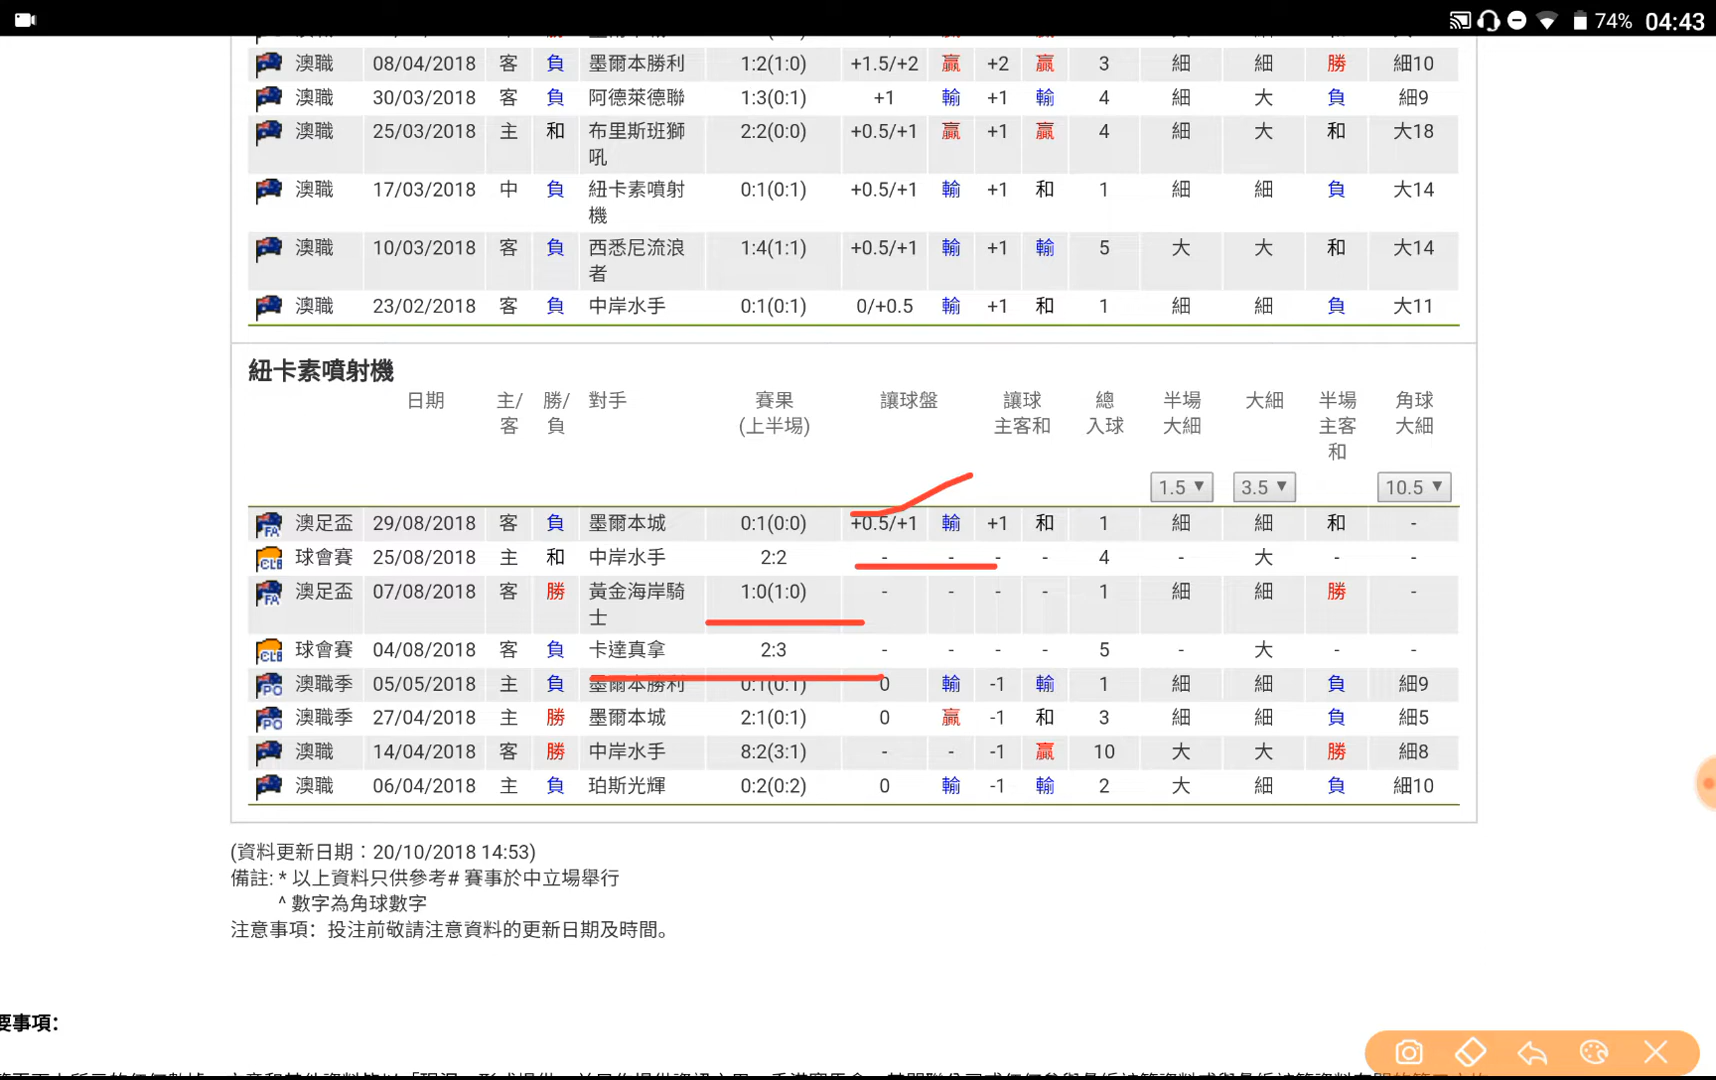 74% 04:43
澳職 08/04/2018 客 負 墨爾本勝利 1:2(1:0) +1.5/+2 贏 +2 贏 3 細 細 勝 細10
澳職 30/03/2018 客 負 阿德萊德聯 1:3(0:1) +1 輸 +1 輸 4 細 大 負 細9
澳職 25/03/2018 主 和 布里斯班獅 2:2(0:0) +0.5/+1 贏 +1 贏 4 細 大 和 大18
吼
澳職 17/03/2018 中 負 紐卡素噴射 0:1(0:1) +0.5/+1 輸 +1 和 1 細 細 負 大14
機
澳職 10/03/2018 客 負 西悉尼流浪 1:4(1:1) +0.5/+1 輸 +1 輸 5 大 大 和 大14
者
澳職 23/02/2018 客 負 中岸水手 0:1(0:1) 0/+0.5 輸 +1 和 1 細 細 負 大11
紐卡素噴射機
日期 主/ 勝/ 對手 賽果 讓球盤 讓球 總 半場 大細 半場 角球
客 負 (上半場) 主客和 入球 大細 主客 大細
和
1.5 ▼ 3.5 ▼ 10.5 ▼
FA 澳足盃 29/08/2018 客 負 墨爾本城 0:1(0:0) +0.5/+1 輸 +1 和 1 細 細 和 -
CLB 球會賽 25/08/2018 主 和 中岸水手 2:2 - - - - 4 - 大 - -
FA 澳足盃 07/08/2018 客 勝 黃金海岸騎 1:0(1:0) - - - - 1 細 細 勝 -
士
CLB 球會賽 04/08/2018 客 負 卡達真拿 2:3 - - - - 5 - 大 - -
PO 澳職季 05/05/2018 主 負 墨爾本勝利 0:1(0:1) 0 輸 -1 輸 1 細 細 負 細9
PO 澳職季 27/04/2018 主 勝 墨爾本城 2:1(0:1) 0 贏 -1 和 3 細 細 負 細5
澳職 14/04/2018 客 勝 中岸水手 8:2(3:1) - - -1 贏 10 大 大 勝 細8
澳職 06/04/2018 主 負 珀斯光輝 0:2(0:2) 0 輸 -1 輸 2 大 細 負 細10
(資料更新日期：20/10/2018 14:53)
備註: * 以上資料只供參考# 賽事於中立場舉行
^ 數字為角球數字
注意事項：投注前敬請注意資料的更新日期及時間。
要事項：